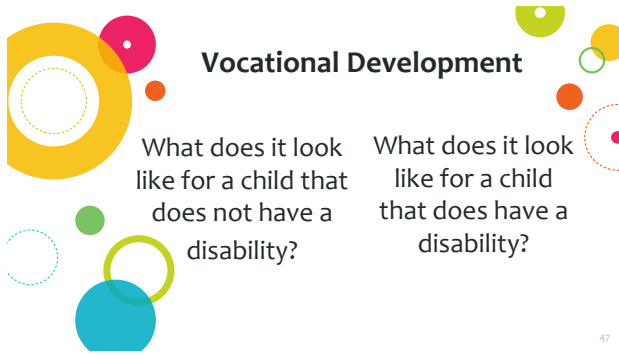 Vocational Development
What does it look
like for a child that
does not have a
disability?
What does it look
like for a child
that does have a
disability?
47